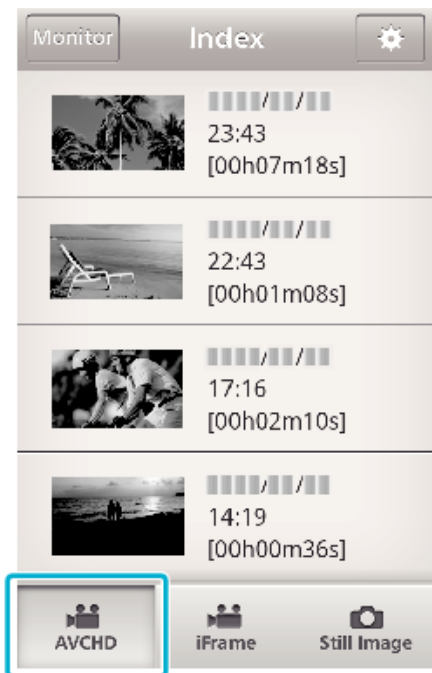 Monitor Index
23:43
[00h07m18s]
22:43
[00h01m08s]
17:16
[00h02m10s]
14:19
[00h00m36s]
AVCHD iFrame Still Image